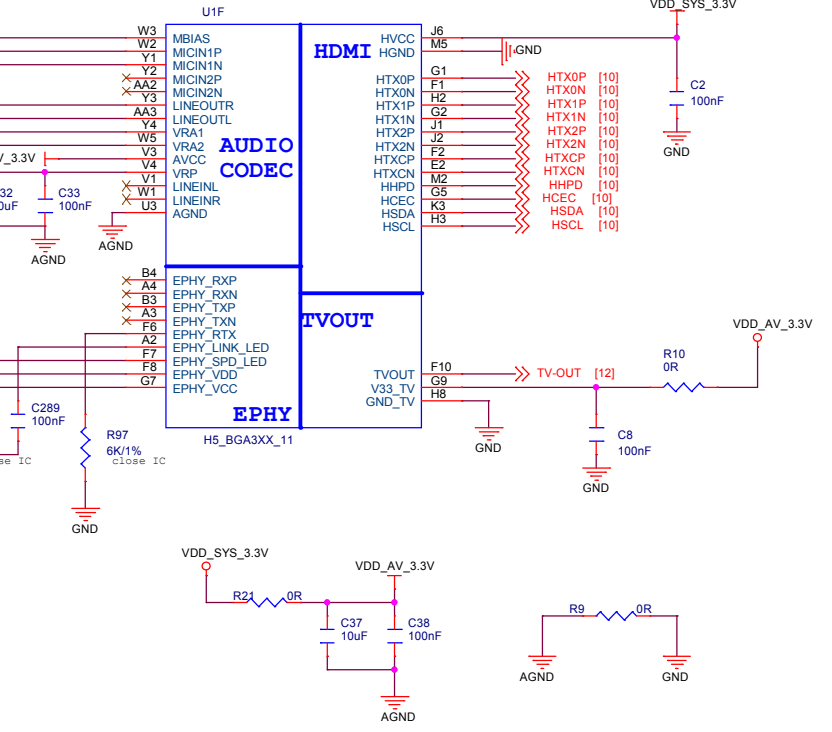 VDD_SYS_3.3V
U1F
W3 MBIAS
W2 MICIN1P
Y1 MICIN1N
Y2 MICIN2P
AA2 MICIN2N
Y3 LINEOUTR
AA3 LINEOUTL
Y4 VRA1
W5 VRA2
V3 AVCC
V4 VRP
V1 LINEINL
W1 LINEINR
U3 AGND
AUDIO
CODEC
HDMI
HVCC J6
HGND M5
GND
HTX0P G1 HTX0P [10]
HTX0N F1 HTX0N [10]
HTX1P H2 HTX1P [10]
HTX1N G2 HTX1N [10]
HTX2P J1 HTX2P [10]
HTX2N J2 HTX2N [10]
HTXCP F2 HTXCP [10]
HTXCN E2 HTXCN [10]
HHPD M2 HHPD [10]
HCEC G5 HCEC [10]
HSDA K3 HSDA [10]
HSCL H3 HSCL [10]
C2
100nF
GND
V_3.3V
32
0uF
C33
100nF
AGND
AGND
B4 EPHY_RXP
A4 EPHY_RXN
B3 EPHY_TXP
A3 EPHY_TXN
F6 EPHY_RTX
A2 EPHY_LINK_LED
F7 EPHY_SPD_LED
F8 EPHY_VDD
G7 EPHY_VCC
EPHY
H5_BGA3XX_11
TVOUT
TVOUT F10 TV-OUT [12]
V33_TV G9
GND_TV H8
GND
R10
0R
VDD_AV_3.3V
C8
100nF
GND
C289
100nF
se IC
R97
6K/1%
close IC
GND
VDD_SYS_3.3V
R21 0R
VDD_AV_3.3V
C37
10uF
C38
100nF
AGND
R9 0R
AGND
GND